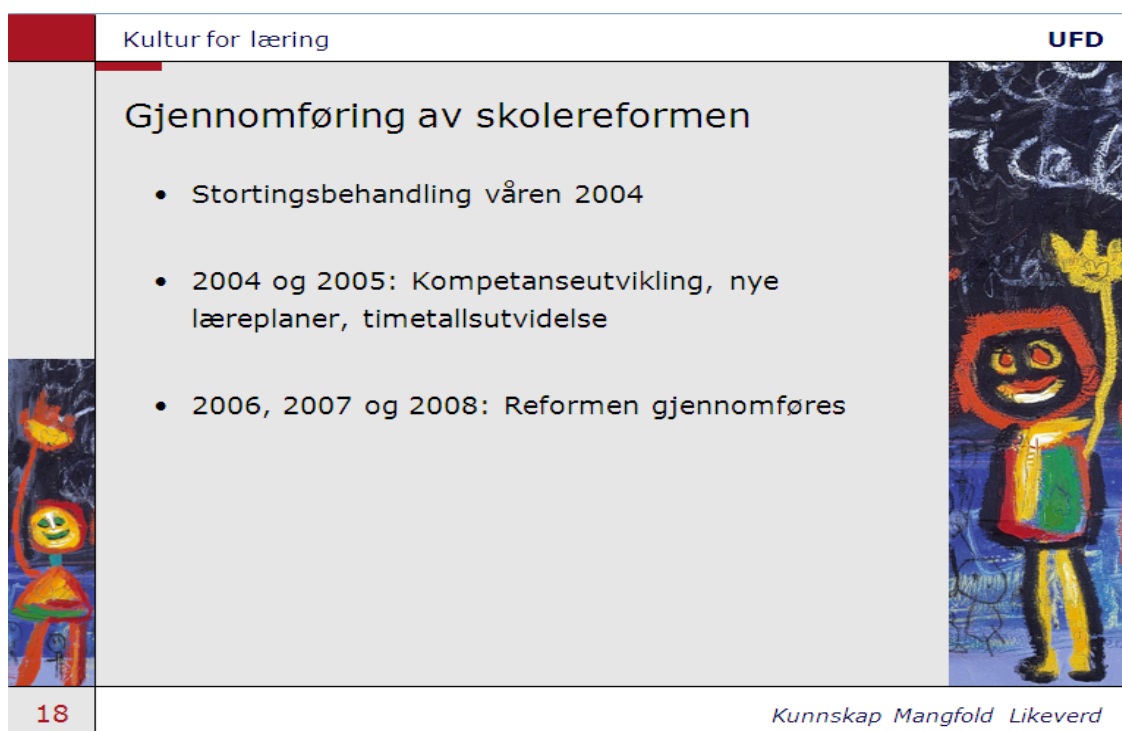 Kultur for læring
UFD
Gjennomføring av skolereformen
• Stortingsbehandling våren 2004
• 2004 og 2005: Kompetanseutvikling, nye
læreplaner, timetallsutvidelse
• 2006, 2007 og 2008: Reformen gjennomføres
18
Kunnskap Mangfold Likeverd